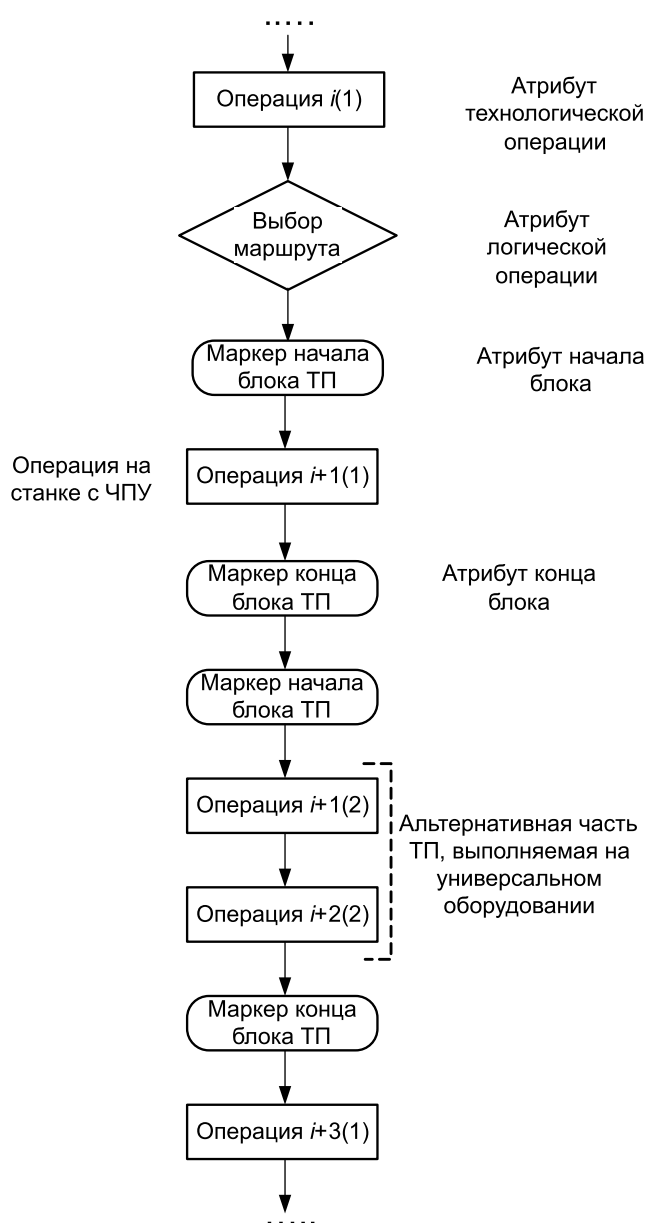 .....
Операция i(1)
Атрибут
технологической
операции
Выбор
маршрута
Атрибут
логической
операции
Маркер начала
блока ТП
Атрибут начала
блока
Операция на
станке с ЧПУ
Операция i+1(1)
Маркер конца
блока ТП
Атрибут конца
блока
Маркер начала
блока ТП
Операция i+1(2)
Операция i+2(2)
Альтернативная часть
ТП, выполняемая на
универсальном
оборудовании
Маркер конца
блока ТП
Операция i+3(1)
.....